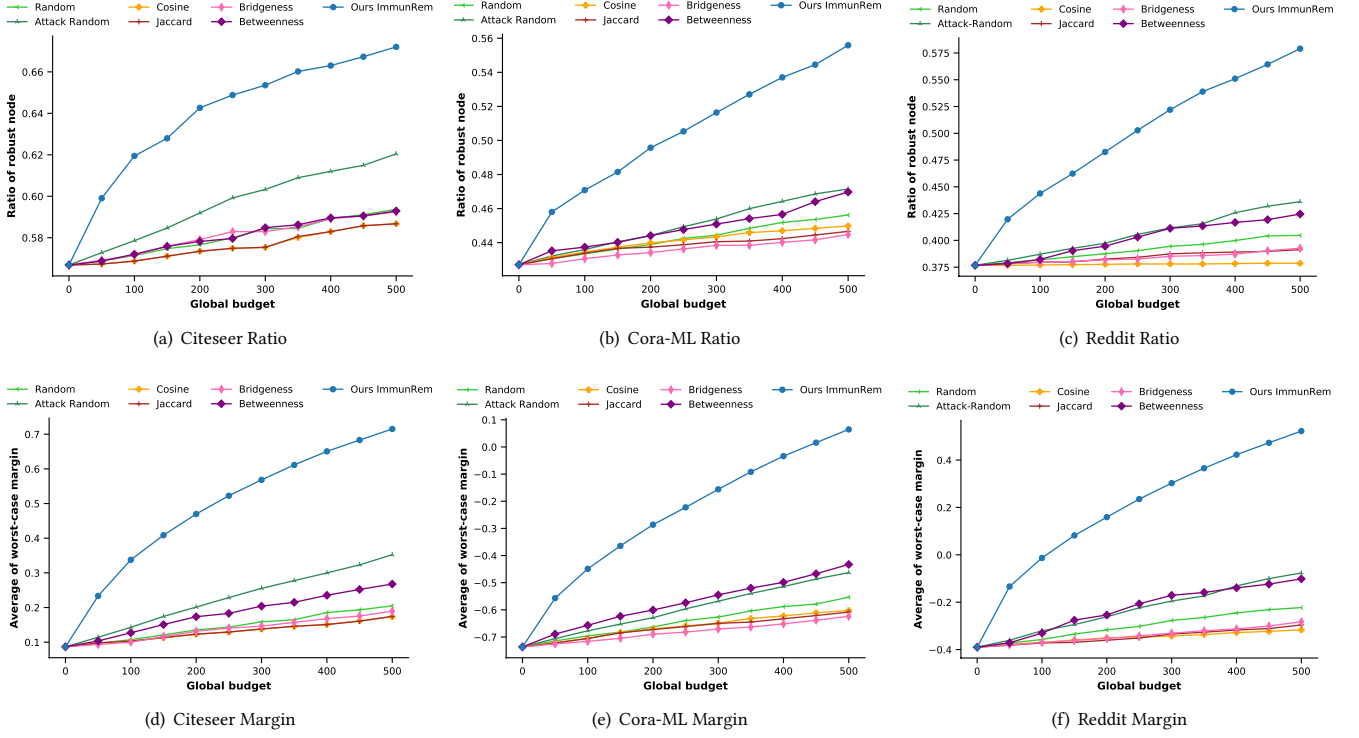 Random Cosine Bridgeness Ours ImmunRem
Attack Random Jaccard Betweenness
Ratio of robust node
0.66
0.64
0.62
0.60
0.58
0 100 200 300 400 500
Global budget
(a) Citeseer Ratio
Random Cosine Bridgeness Ours ImmunRem
Attack Random Jaccard Betweenness
Ratio of robust node
0.56
0.54
0.52
0.50
0.48
0.46
0.44
0 100 200 300 400 500
Global budget
(b) Cora-ML Ratio
Random Cosine Bridgeness Ours ImmunRem
Attack-Random Jaccard Betweenness
Ratio of robust node
0.575
0.550
0.525
0.500
0.475
0.450
0.425
0.400
0.375
0 100 200 300 400 500
Global budget
(c) Reddit Ratio
Random Cosine Bridgeness Ours ImmunRem
Attack Random Jaccard Betweenness
Average of worst-case margin
0.7
0.6
0.5
0.4
0.3
0.2
0.1
0 100 200 300 400 500
Global budget
(d) Citeseer Margin
Random Cosine Bridgeness Ours ImmunRem
Attack Random Jaccard Betweenness
Average of worst-case margin
0.1
0.0
−0.1
−0.2
−0.3
−0.4
−0.5
−0.6
−0.7
0 100 200 300 400 500
Global budget
(e) Cora-ML Margin
Random Cosine Bridgeness Ours ImmunRem
Attack-Random Jaccard Betweenness
Average of worst-case margin
0.4
0.2
0.0
−0.2
−0.4
0 100 200 300 400 500
Global budget
(f) Reddit Margin